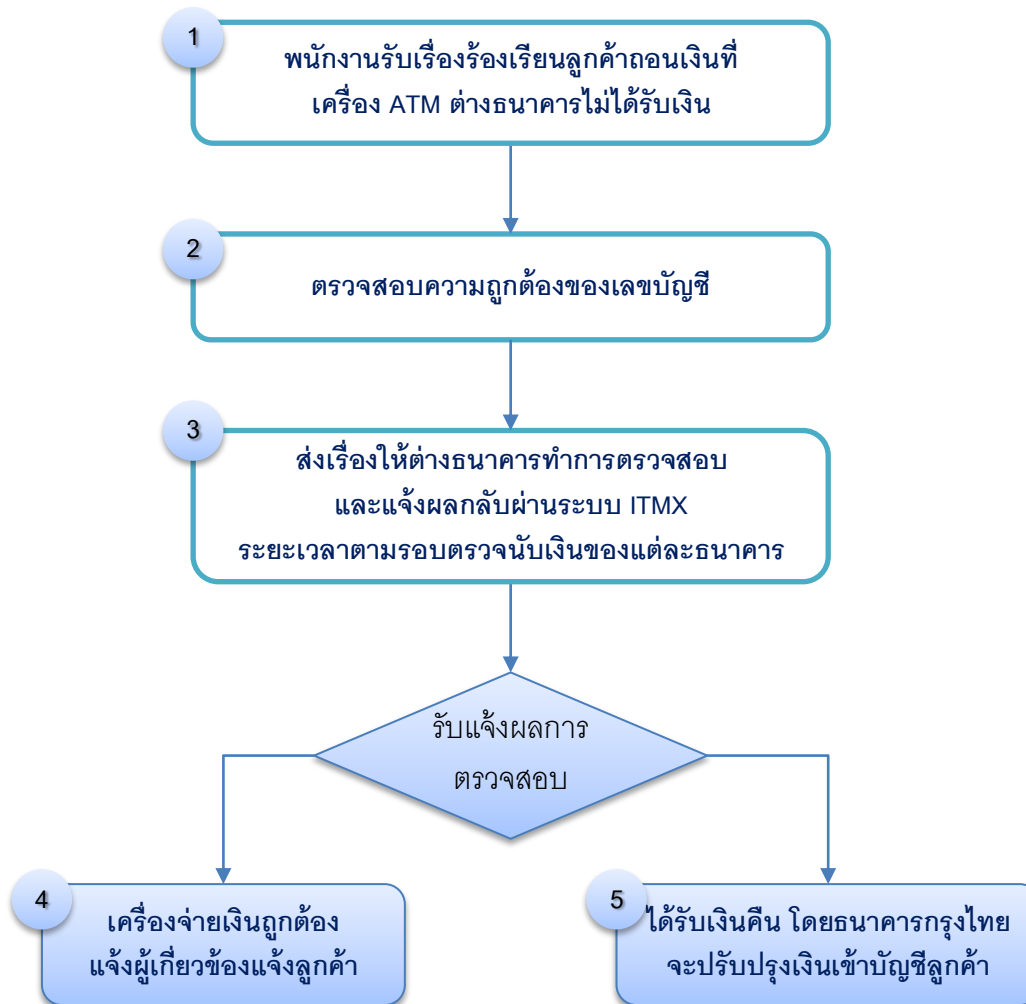 1
พนักงานรับเรื่องร้องเรียนลูกค้าถอนเงินที่
เครื่อง ATM ต่างธนาคารไม่ได้รับเงิน
2
ตรวจสอบความถูกต้องของเลขบัญชี
3
ส่งเรื่องให้ต่างธนาคารทำการตรวจสอบ
และแจ้งผลกลับผ่านระบบ ITMX
ระยะเวลาตามรอบตรวจนับเงินของแต่ละธนาคาร
รับแจ้งผลการ
ตรวจสอบ
4
เครื่องจ่ายเงินถูกต้อง
แจ้งผู้เกี่ยวข้องแจ้งลูกค้า
5
ได้รับเงินคืน โดยธนาคารกรุงไทย
จะปรับปรุงเงินเข้าบัญชีลูกค้า